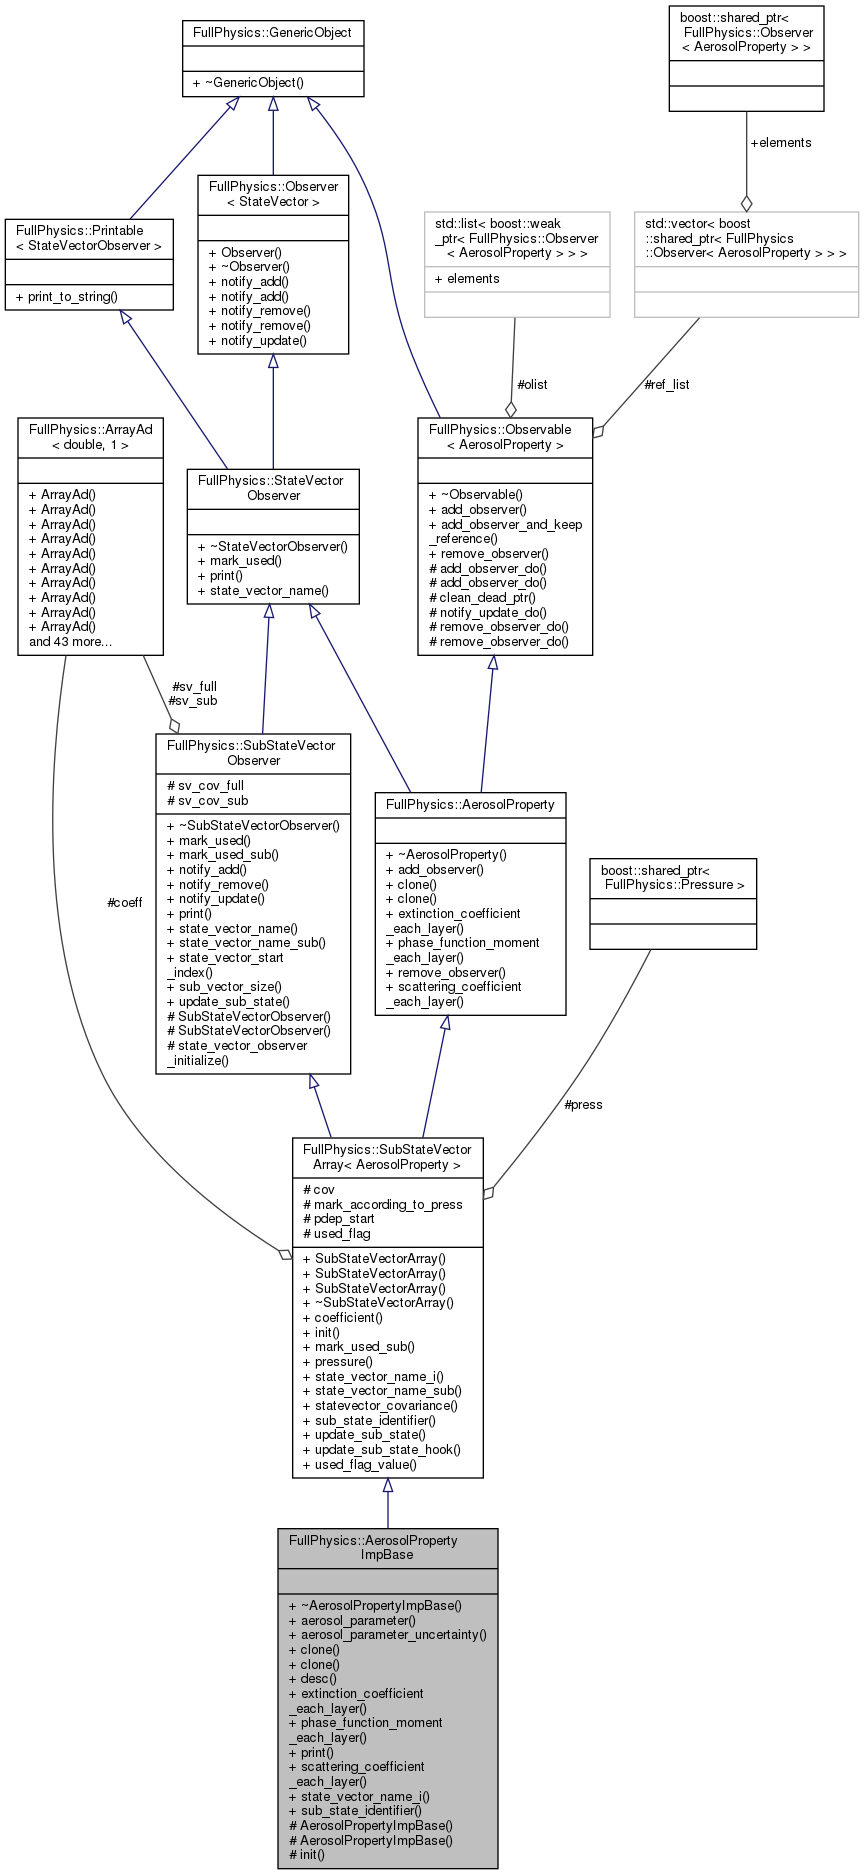 FullPhysics::GenericObject
+ ~GenericObject()
boost::shared_ptr<
FullPhysics::Observer
< AerosolProperty > >
+elements
FullPhysics::Observer
< StateVector >
+ Observer()
+ ~Observer()
+ notify_add()
+ notify_add()
+ notify_remove()
+ notify_remove()
+ notify_update()
FullPhysics::Printable
< StateVectorObserver >
+ print_to_string()
std::list< boost::weak
_ptr< FullPhysics::Observer
< AerosolProperty > > >
+ elements
std::vector< boost
::shared_ptr< FullPhysics
::Observer< AerosolProperty > > >
#olist
#ref_list
FullPhysics::ArrayAd
< double, 1 >
+ ArrayAd()
+ ArrayAd()
+ ArrayAd()
+ ArrayAd()
+ ArrayAd()
+ ArrayAd()
+ ArrayAd()
+ ArrayAd()
+ ArrayAd()
+ ArrayAd()
and 43 more...
FullPhysics::StateVector
Observer
+ ~StateVectorObserver()
+ mark_used()
+ print()
+ state_vector_name()
FullPhysics::Observable
< AerosolProperty >
+ ~Observable()
+ add_observer()
+ add_observer_and_keep
_reference()
+ remove_observer()
# add_observer_do()
# add_observer_do()
# clean_dead_ptr()
# notify_update_do()
# remove_observer_do()
# remove_observer_do()
#sv_full
#sv_sub
FullPhysics::SubStateVector
Observer
# sv_cov_full
# sv_cov_sub
+ ~SubStateVectorObserver()
+ mark_used()
+ mark_used_sub()
+ notify_add()
+ notify_remove()
+ notify_update()
+ print()
+ state_vector_name()
+ state_vector_name_sub()
+ state_vector_start
_index()
+ sub_vector_size()
+ update_sub_state()
# SubStateVectorObserver()
# SubStateVectorObserver()
# state_vector_observer
_initialize()
FullPhysics::AerosolProperty
+ ~AerosolProperty()
+ add_observer()
+ clone()
+ clone()
+ extinction_coefficient
_each_layer()
+ phase_function_moment
_each_layer()
+ remove_observer()
+ scattering_coefficient
_each_layer()
boost::shared_ptr<
FullPhysics::Pressure >
#coeff
#press
FullPhysics::SubStateVector
Array< AerosolProperty >
# cov
# mark_according_to_press
# pdep_start
# used_flag
+ SubStateVectorArray()
+ SubStateVectorArray()
+ SubStateVectorArray()
+ ~SubStateVectorArray()
+ coefficient()
+ init()
+ mark_used_sub()
+ pressure()
+ state_vector_name_i()
+ state_vector_name_sub()
+ statevector_covariance()
+ sub_state_identifier()
+ update_sub_state()
+ update_sub_state_hook()
+ used_flag_value()
FullPhysics::AerosolProperty
ImpBase
+ ~AerosolPropertyImpBase()
+ aerosol_parameter()
+ aerosol_parameter_uncertainty()
+ clone()
+ clone()
+ desc()
+ extinction_coefficient
_each_layer()
+ phase_function_moment
_each_layer()
+ print()
+ scattering_coefficient
_each_layer()
+ state_vector_name_i()
+ sub_state_identifier()
# AerosolPropertyImpBase()
# AerosolPropertyImpBase()
# init()